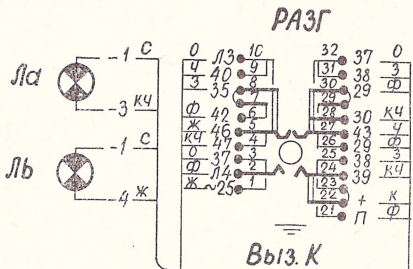 РАЗГ
1 С
Ла
3 КЧ
1 С
Лb
4 Ж
О Л3 10 32 37 О
Ч 40 9 31 38 З
35 8 30 29 Ф
7 29
Ф 42 6 28 30 КЧ
Ж 46 5 27 43 Ч
КЧ 47 4 26 29 Ф
О 37 3 25 38 З
Ф Л4 2 24 39 КЧ
Ж ~25 1 23
22 + К
21 П Ф
Выз. К